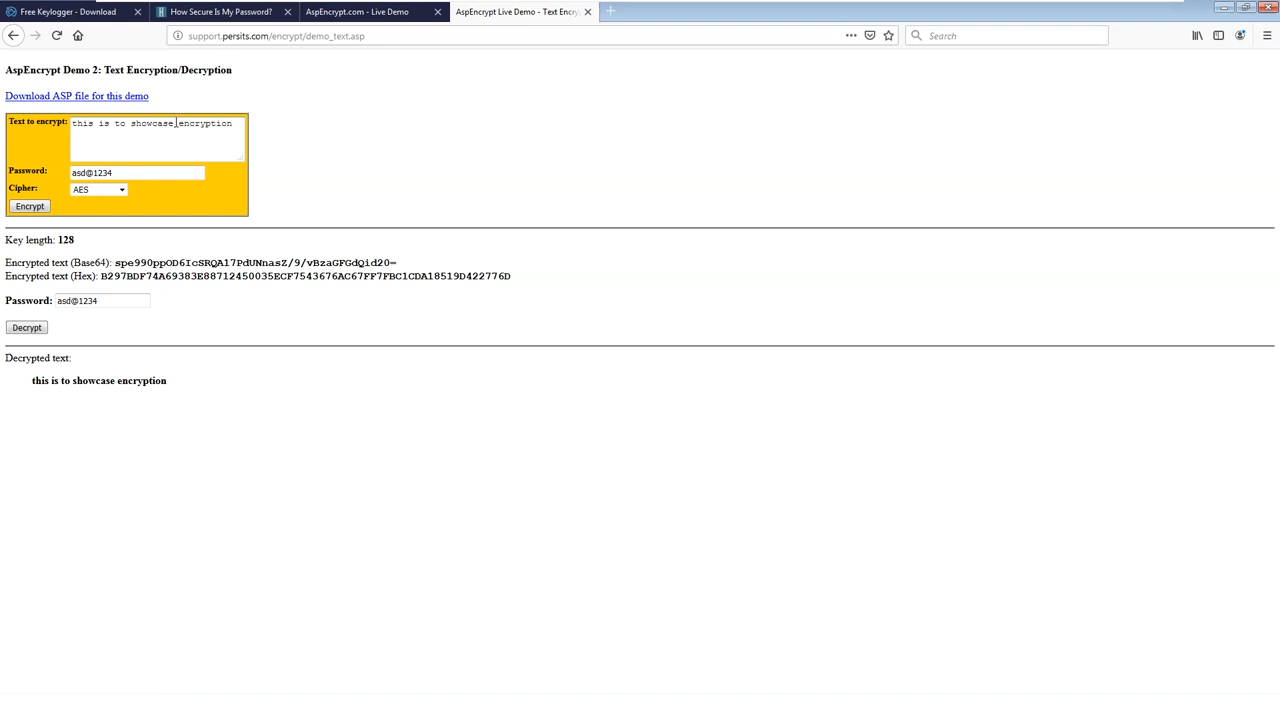 Free Keylogger - Download
How Secure Is My Password?
AspEncrypt.com - Live Demo
AspEncrypt Live Demo - Text Encry
support.persits.com/encrypt/demo_text.asp
Search
AspEncrypt Demo 2: Text Encryption/Decryption
Download ASP file for this demo
Text to encrypt: this is to showcase encryption
Password: asd@1234
Cipher: AES
Encrypt
Key length: 128
Encrypted text (Base64): spe990ppOD6IcSRQA17PdUNnasZ/9/vBzaGFGdQid20=
Encrypted text (Hex): B297BDF74A69383E88712450035ECF7543676AC67FF7FBC1CDA18519D422776D
Password: asd@1234
Decrypt
Decrypted text:
this is to showcase encryption